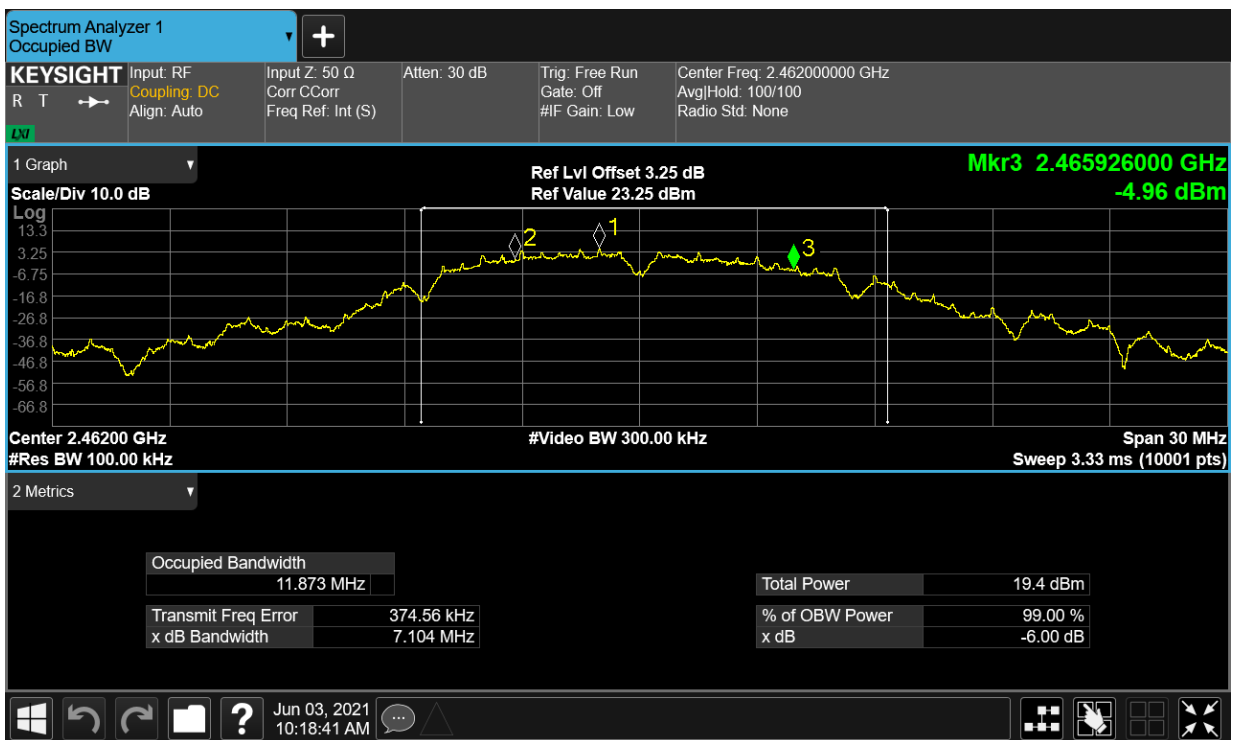 Spectrum Analyzer 1
Occupied BW
KEYSIGHT
R T
LXI
Input: RF
Coupling: DC
Align: Auto
Input Z: 50 Ω
Corr CCorr
Freq Ref: Int (S)
Atten: 30 dB
Trig: Free Run
Gate: Off
#IF Gain: Low
Center Freq: 2.462000000 GHz
Avg|Hold: 100/100
Radio Std: None
1 Graph
Ref Lvl Offset 3.25 dB
Mkr3 2.465926000 GHz
Scale/Div 10.0 dB
Ref Value 23.25 dBm
-4.96 dBm
Log
13.3
3.25
-6.75
-16.8
-26.8
-36.8
-46.8
-56.8
-66.8
2
1
3
Center 2.46200 GHz
#Video BW 300.00 kHz
Span 30 MHz
#Res BW 100.00 kHz
Sweep 3.33 ms (10001 pts)
2 Metrics
Occupied Bandwidth
11.873 MHz
Total Power 19.4 dBm
Transmit Freq Error 374.56 kHz
% of OBW Power 99.00 %
x dB Bandwidth 7.104 MHz
x dB -6.00 dB
?
Jun 03, 2021
10:18:41 AM